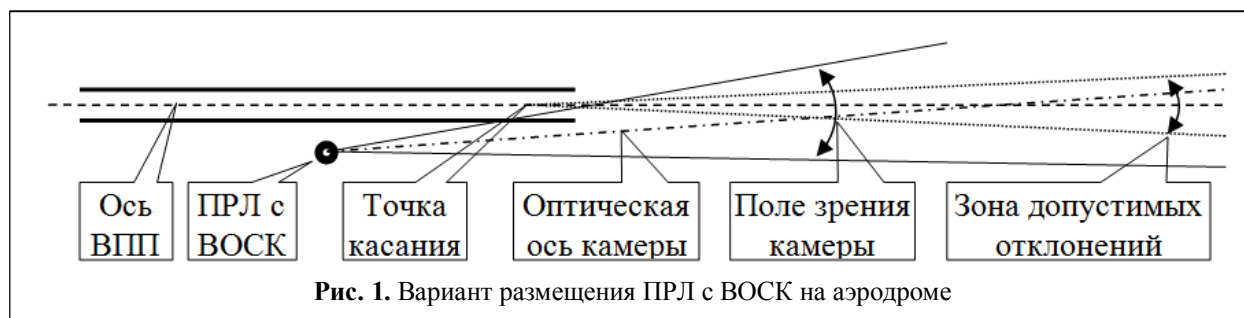 Ось
ВПП
ПРЛ с
ВОСК
Точка
касания
Оптическая
ось камеры
Поле зрения
камеры
Зона допустимых
отклонений
Рис. 1. Вариант размещения ПРЛ с ВОСК на аэродроме